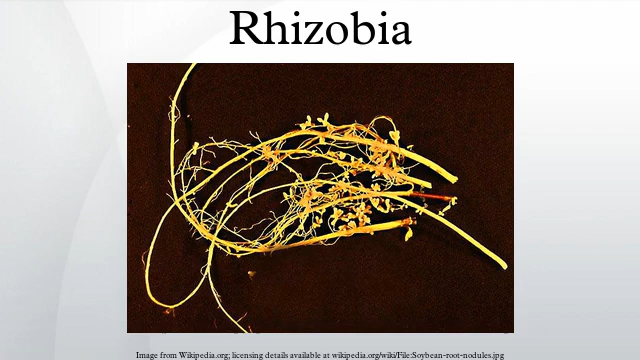 Rhizobia
Image from Wikipedia.org; licensing details available at wikipedia.org/wiki/File:Soybean-root-nodules.jpg